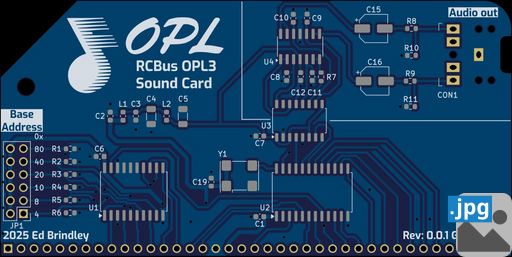 OPL
RCBus OPL3
Sound Card
Audio out
C15
R8
C10
C9
U4
R10
C16
C8
R7
R9
CON1
R11
C12 C11
C2
L1
C3
C4
L2
C5
U3
C7
Base
Address
0x
80
R1
40
R2
20
R3
10
R4
8
R5
4
R6
JP1
C6
U1
Y1
C19
U2
C1
2025 Ed Brindley
Rev: 0.0.1
.jpg